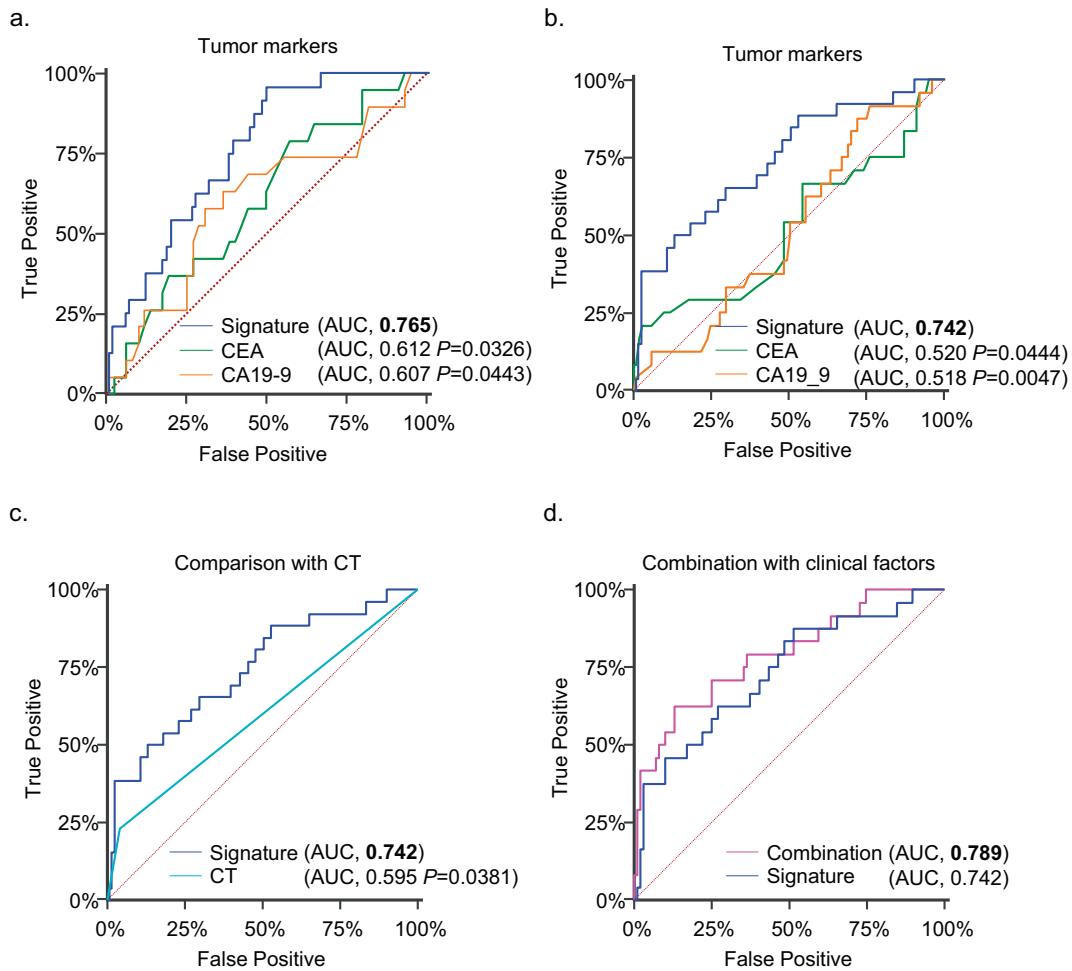 a.
Tumor markers
100%
75%
50%
25%
0%
True Positive
Signature (AUC, 0.765)
CEA (AUC, 0.612 P=0.0326)
CA19-9 (AUC, 0.607 P=0.0443)
0% 25% 50% 75% 100%
False Positive
b.
Tumor markers
100%
75%
50%
25%
0%
True Positive
Signature (AUC, 0.742)
CEA (AUC, 0.520 P=0.0444)
CA19_9 (AUC, 0.518 P=0.0047)
0% 25% 50% 75% 100%
False Positive
c.
Comparison with CT
100%
75%
50%
25%
0%
True Positive
Signature (AUC, 0.742)
CT (AUC, 0.595 P=0.0381)
0% 25% 50% 75% 100%
False Positive
d.
Combination with clinical factors
100%
75%
50%
25%
0%
True Positive
Combination (AUC, 0.789)
Signature (AUC, 0.742)
0% 25% 50% 75% 100%
False Positive